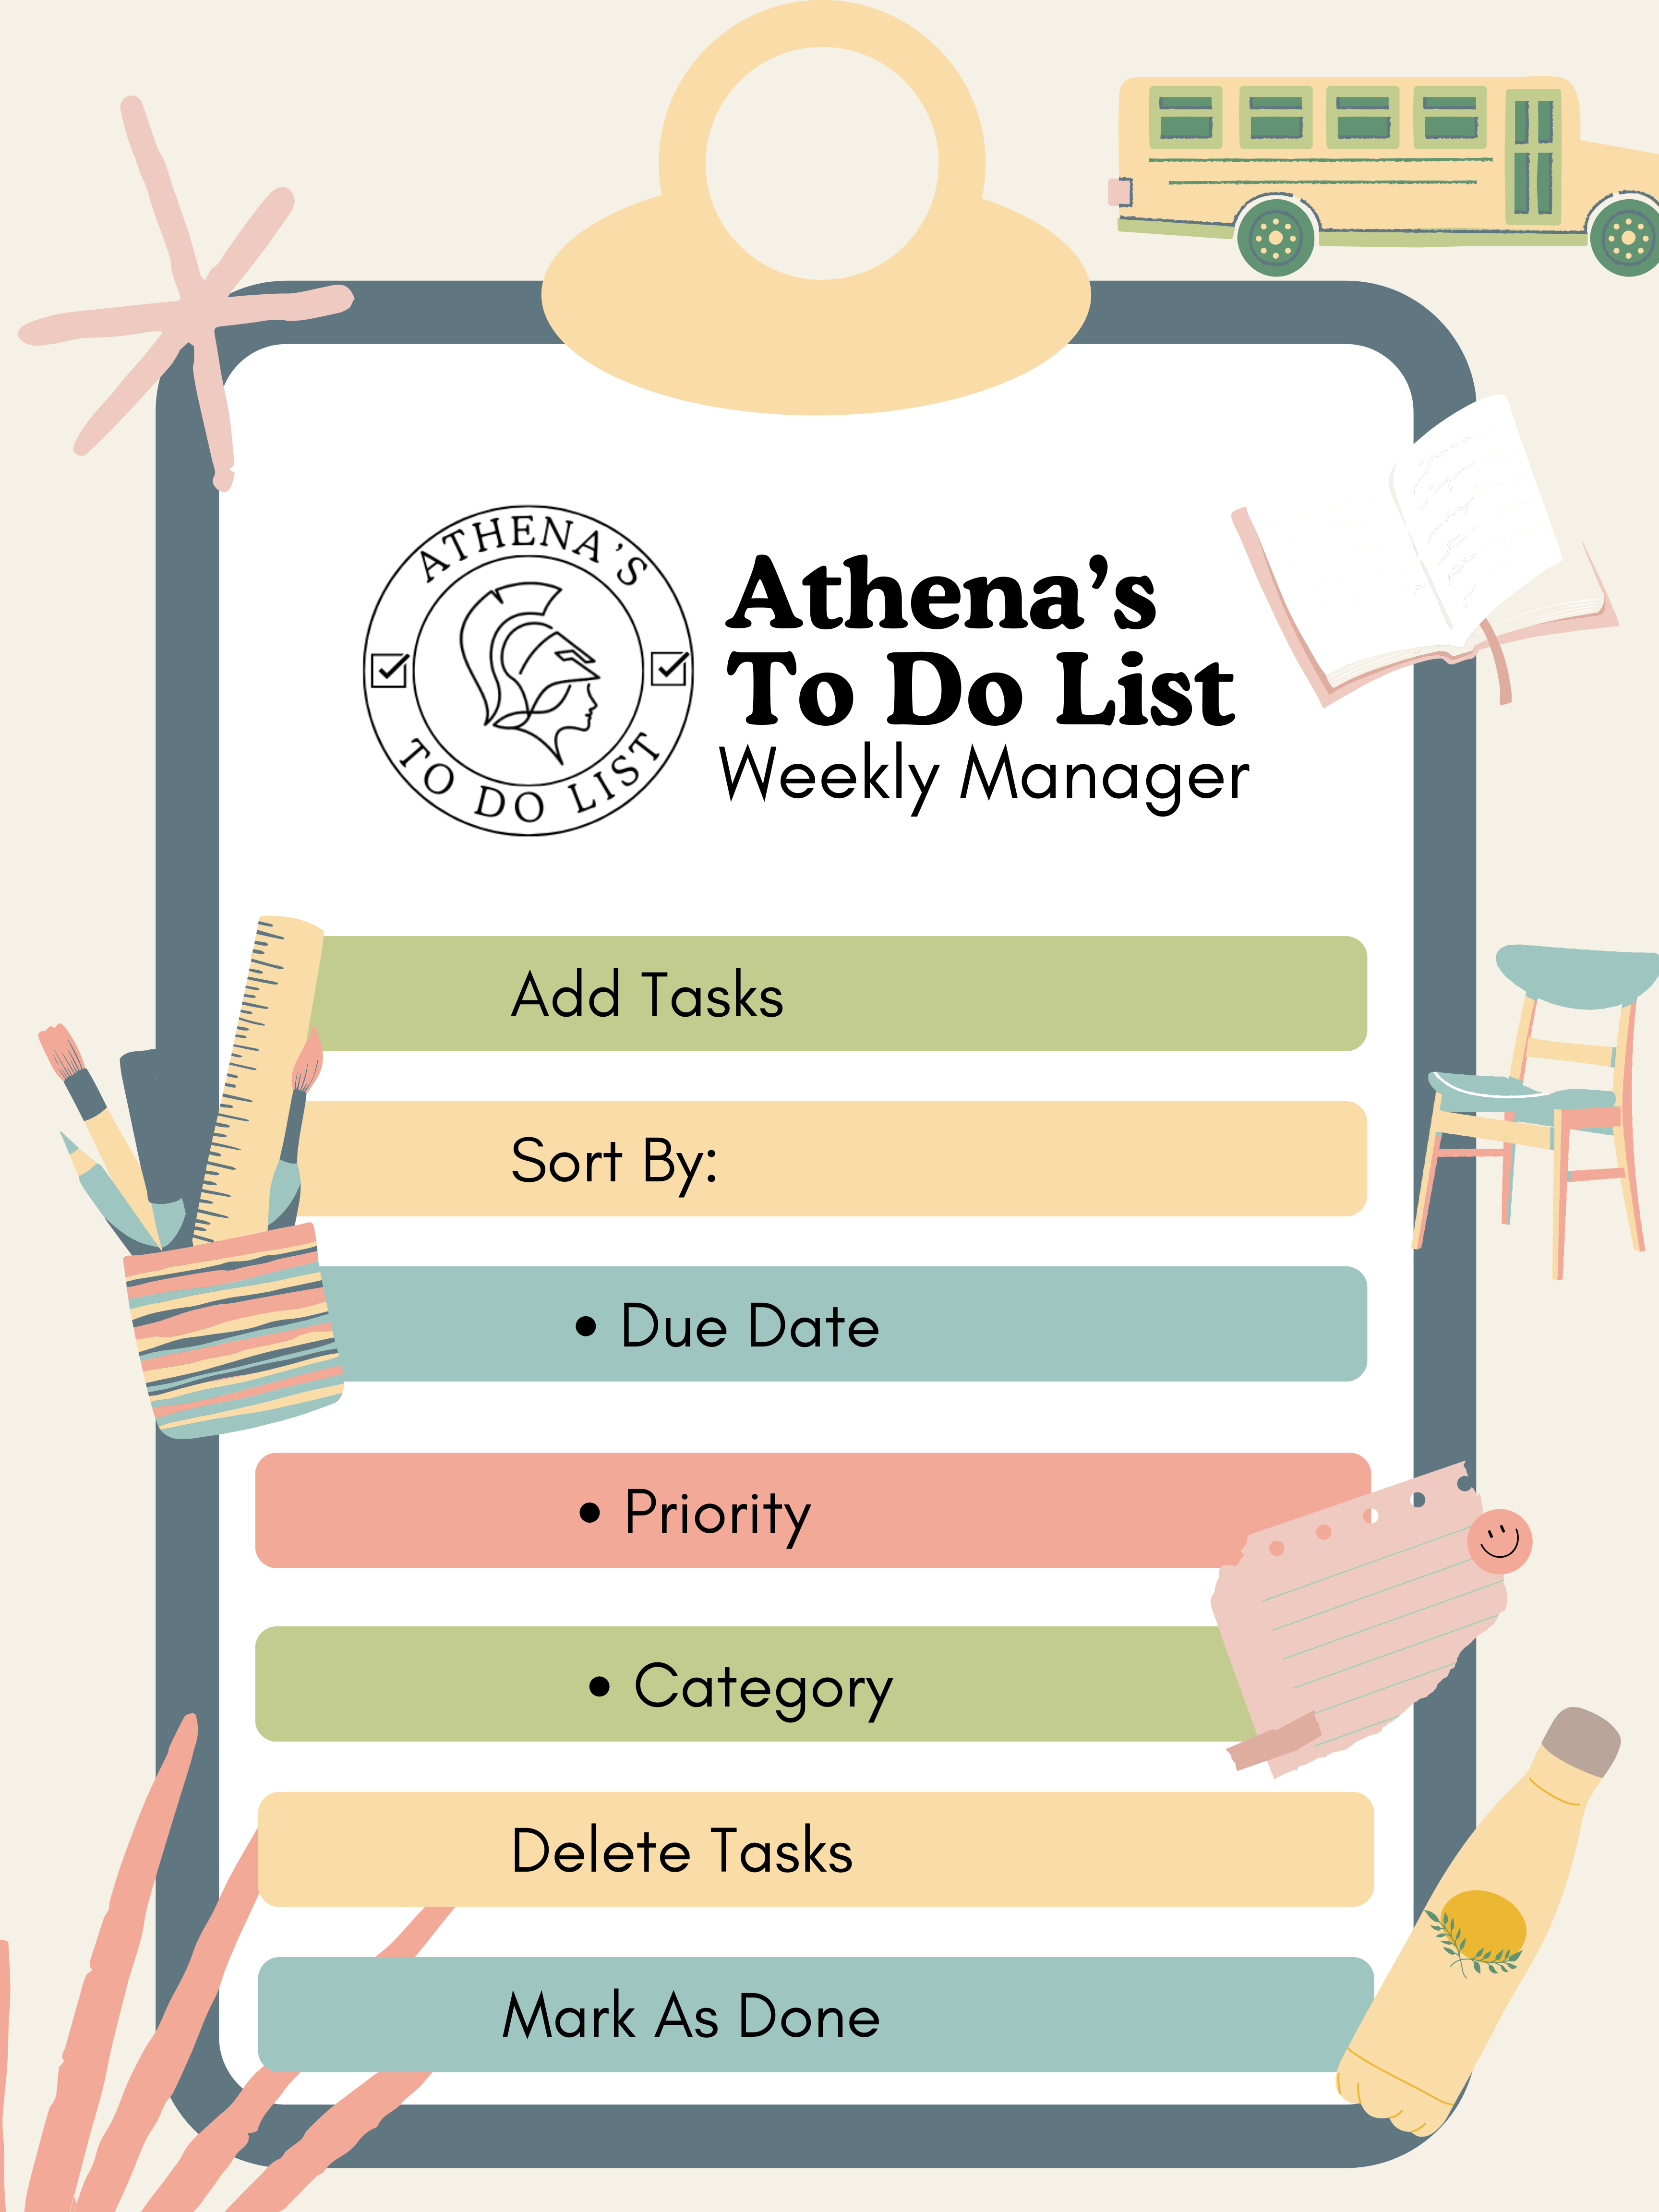 ATHENA'S
TO DO LIST
Athena's
To Do List
Weekly Manager
Add Tasks
Sort By:
• Due Date
• Priority
• Category
Delete Tasks
Mark As Done